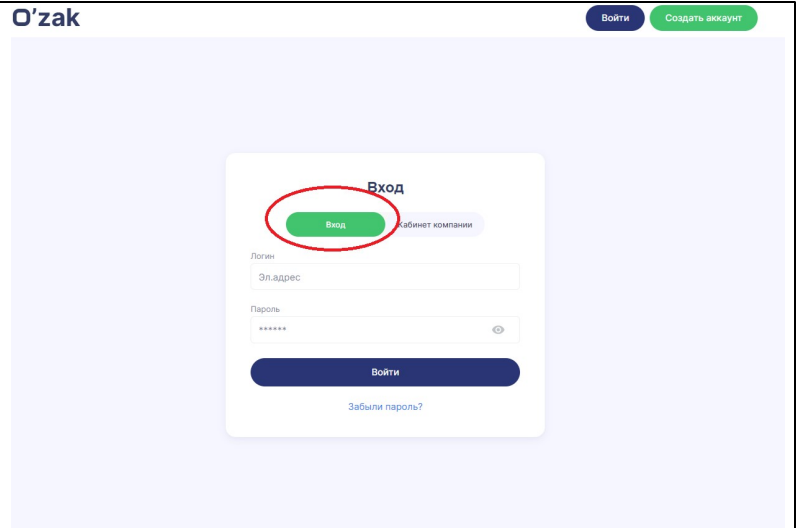 O'zak
Войти
Создать аккаунт
Вход
Вход
Кабинет компании
Логин
Эл.адрес
Пароль
******
Войти
Забыли пароль?